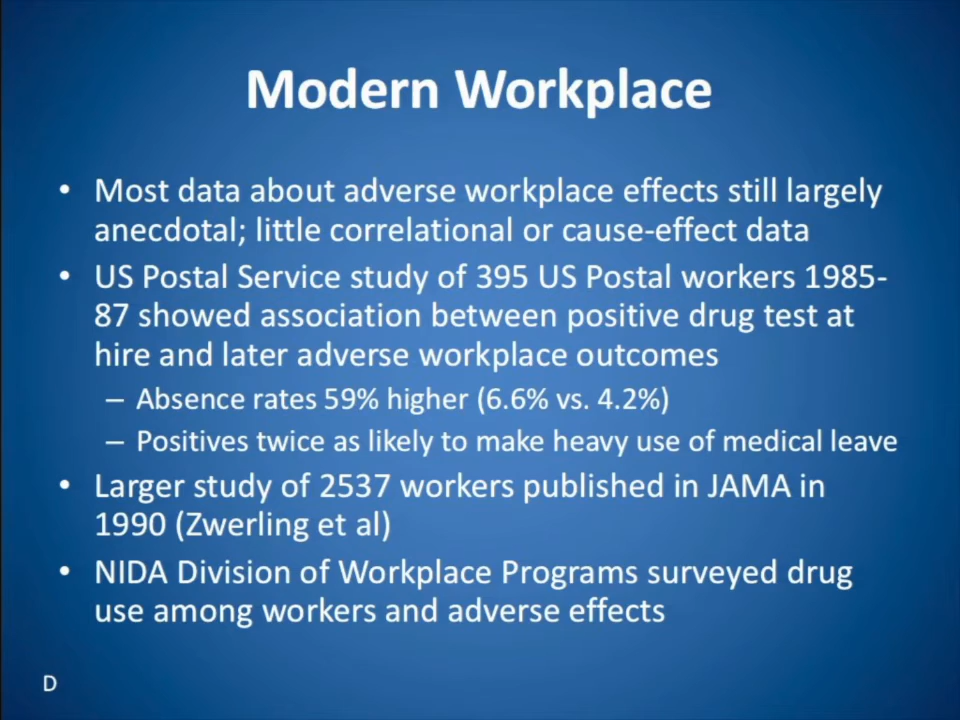 Modern Workplace
• Most data about adverse workplace effects still largely
anecdotal; little correlational or cause-effect data
• US Postal Service study of 395 US Postal workers 1985-
87 showed association between positive drug test at
hire and later adverse workplace outcomes
– Absence rates 59% higher (6.6% vs. 4.2%)
– Positives twice as likely to make heavy use of medical leave
• Larger study of 2537 workers published in JAMA in
1990 (Zwerling et al)
• NIDA Division of Workplace Programs surveyed drug
use among workers and adverse effects
D